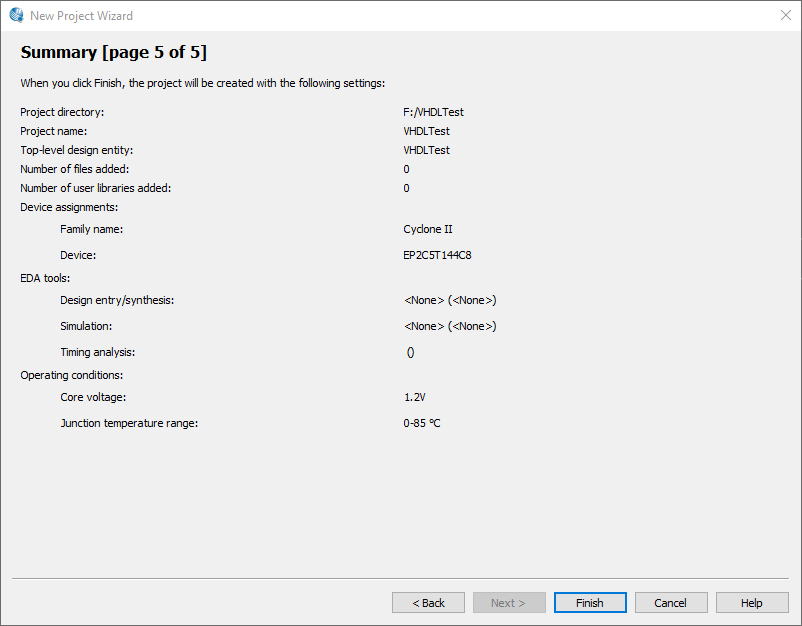 New Project Wizard
Summary [page 5 of 5]
When you click Finish, the project will be created with the following settings:
Project directory: F:/VHDLTest
Project name: VHDLTest
Top-level design entity: VHDLTest
Number of files added: 0
Number of user libraries added: 0
Device assignments:
Family name: Cyclone II
Device: EP2C5T144C8
EDA tools:
Design entry/synthesis: <None> (<None>)
Simulation: <None> (<None>)
Timing analysis: ()
Operating conditions:
Core voltage: 1.2V
Junction temperature range: 0-85 ºC
< Back Next > Finish Cancel Help